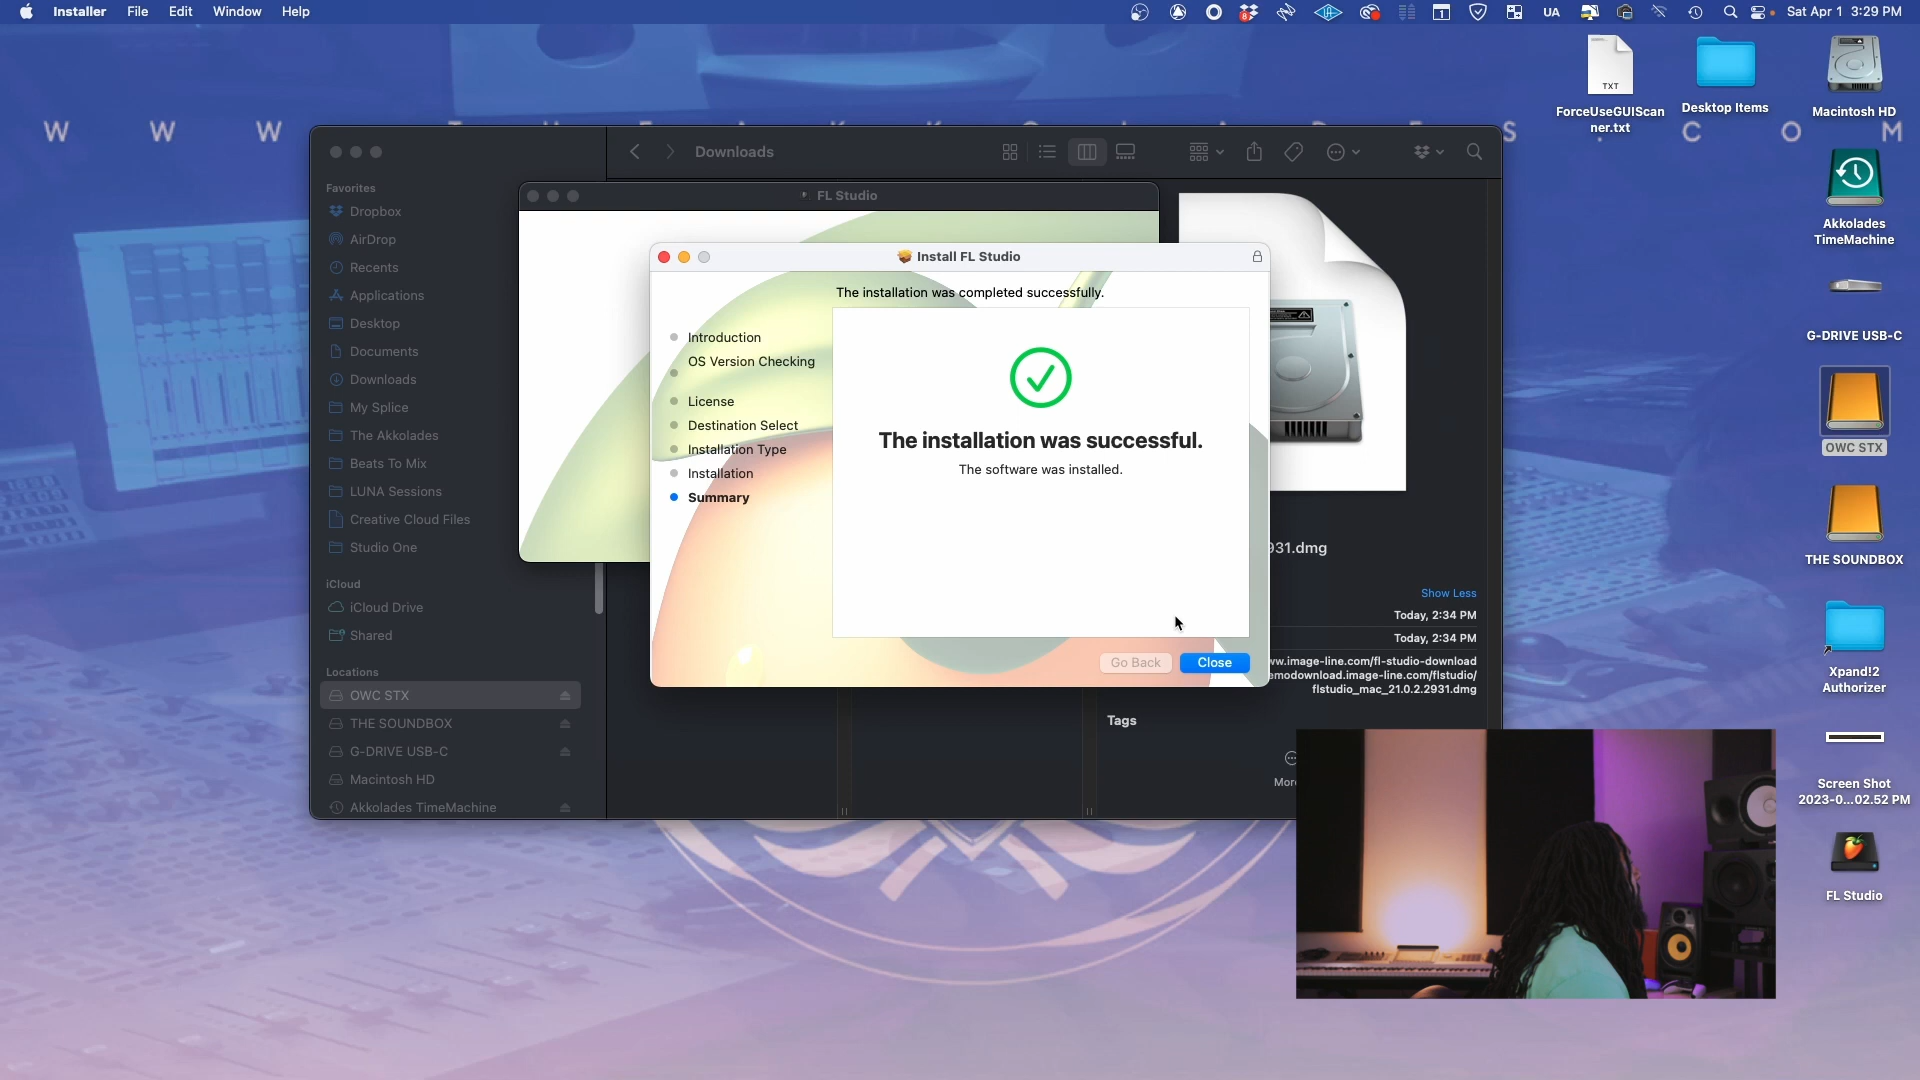 Installer File Edit Window Help
8
1
UA
Sat Apr 1 3:29 PM
W W W
S . C O M
TXT
ForceUseGUIScan
ner.txt
Desktop Items
Macintosh HD
Akkolades
TimeMachine
G-DRIVE USB-C
OWC STX
THE SOUNDBOX
Xpand!2
Authorizer
Screen Shot
2023-0...02.52 PM
FL Studio
Downloads
Favorites
Dropbox
AirDrop
Recents
Applications
Desktop
Documents
Downloads
My Splice
The Akkolades
Beats To Mix
LUNA Sessions
Creative Cloud Files
Studio One
iCloud
iCloud Drive
Shared
Locations
OWC STX
THE SOUNDBOX
G-DRIVE USB-C
Macintosh HD
Akkolades TimeMachine
FL Studio
Install FL Studio
The installation was completed successfully.
Introduction
OS Version Checking
License
Destination Select
Installation Type
Installation
Summary
The installation was successful.
The software was installed.
Go Back
Close
931.dmg
Show Less
Today, 2:34 PM
Today, 2:34 PM
w.image-line.com/fl-studio-download
emodownload.image-line.com/flstudio/
flstudio_mac_21.0.2.2931.dmg
Tags
More